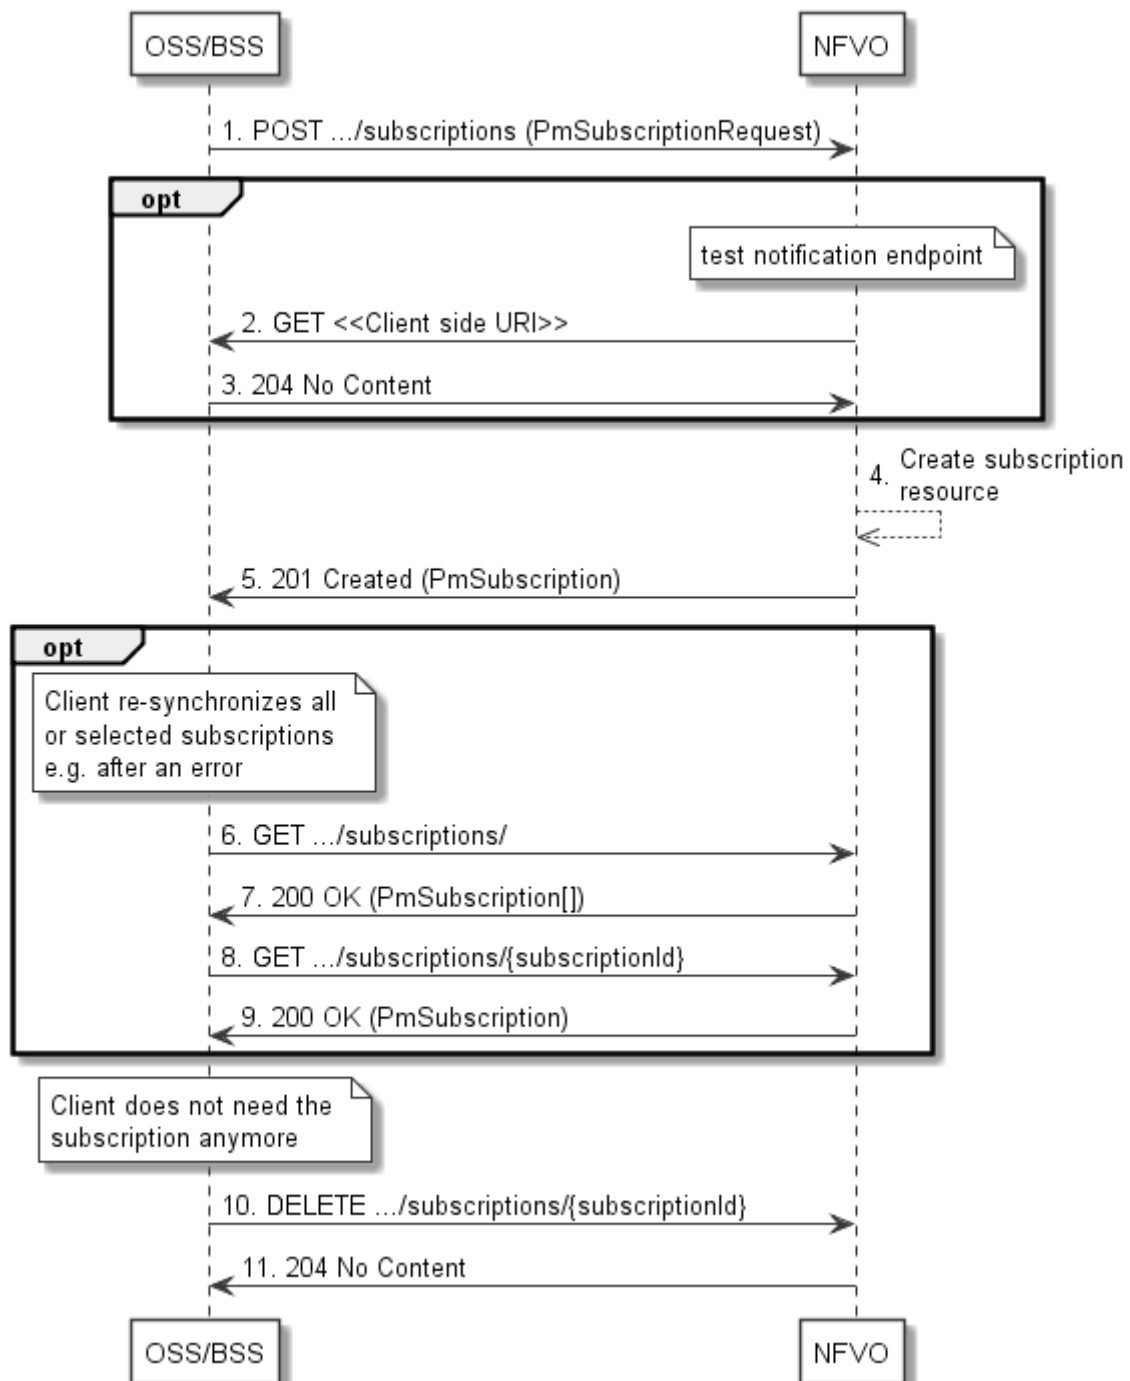 OSS/BSS
NFVO
1. POST .../subscriptions (PmSubscriptionRequest)
opt
test notification endpoint
2. GET <<Client side URI>>
3. 204 No Content
4. Create subscription
resource
5. 201 Created (PmSubscription)
opt
Client re-synchronizes all
or selected subscriptions
e.g. after an error
6. GET .../subscriptions/
7. 200 OK (PmSubscription[])
8. GET .../subscriptions/{subscriptionId}
9. 200 OK (PmSubscription)
Client does not need the
subscription anymore
10. DELETE .../subscriptions/{subscriptionId}
11. 204 No Content
OSS/BSS
NFVO